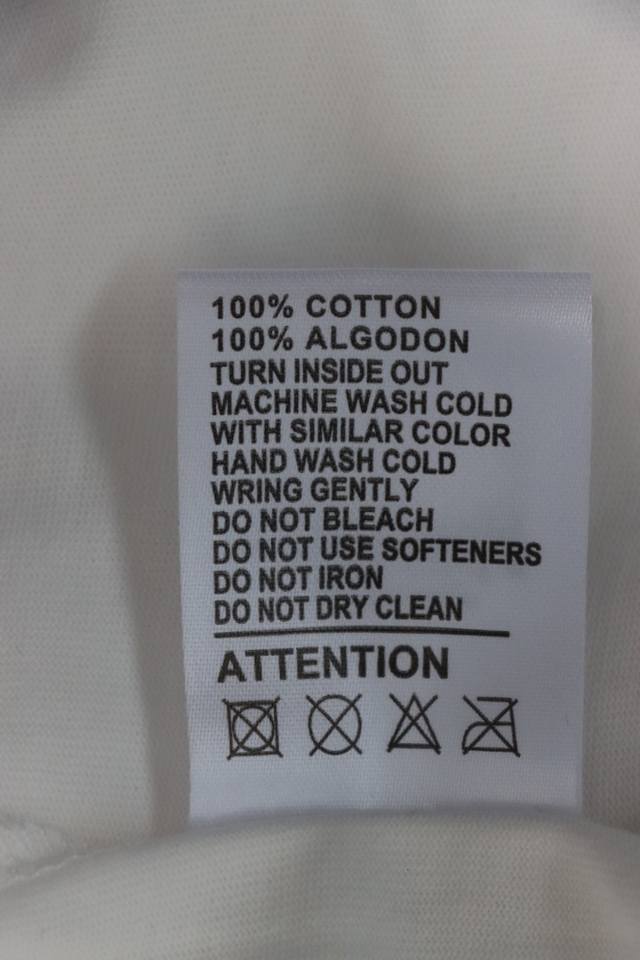 100% COTTON
100% ALGODON
TURN INSIDE OUT
MACHINE WASH COLD
WITH SIMILAR COLOR
HAND WASH COLD
WRING GENTLY
DO NOT BLEACH
DO NOT USE SOFTENERS
DO NOT IRON
DO NOT DRY CLEAN
ATTENTION